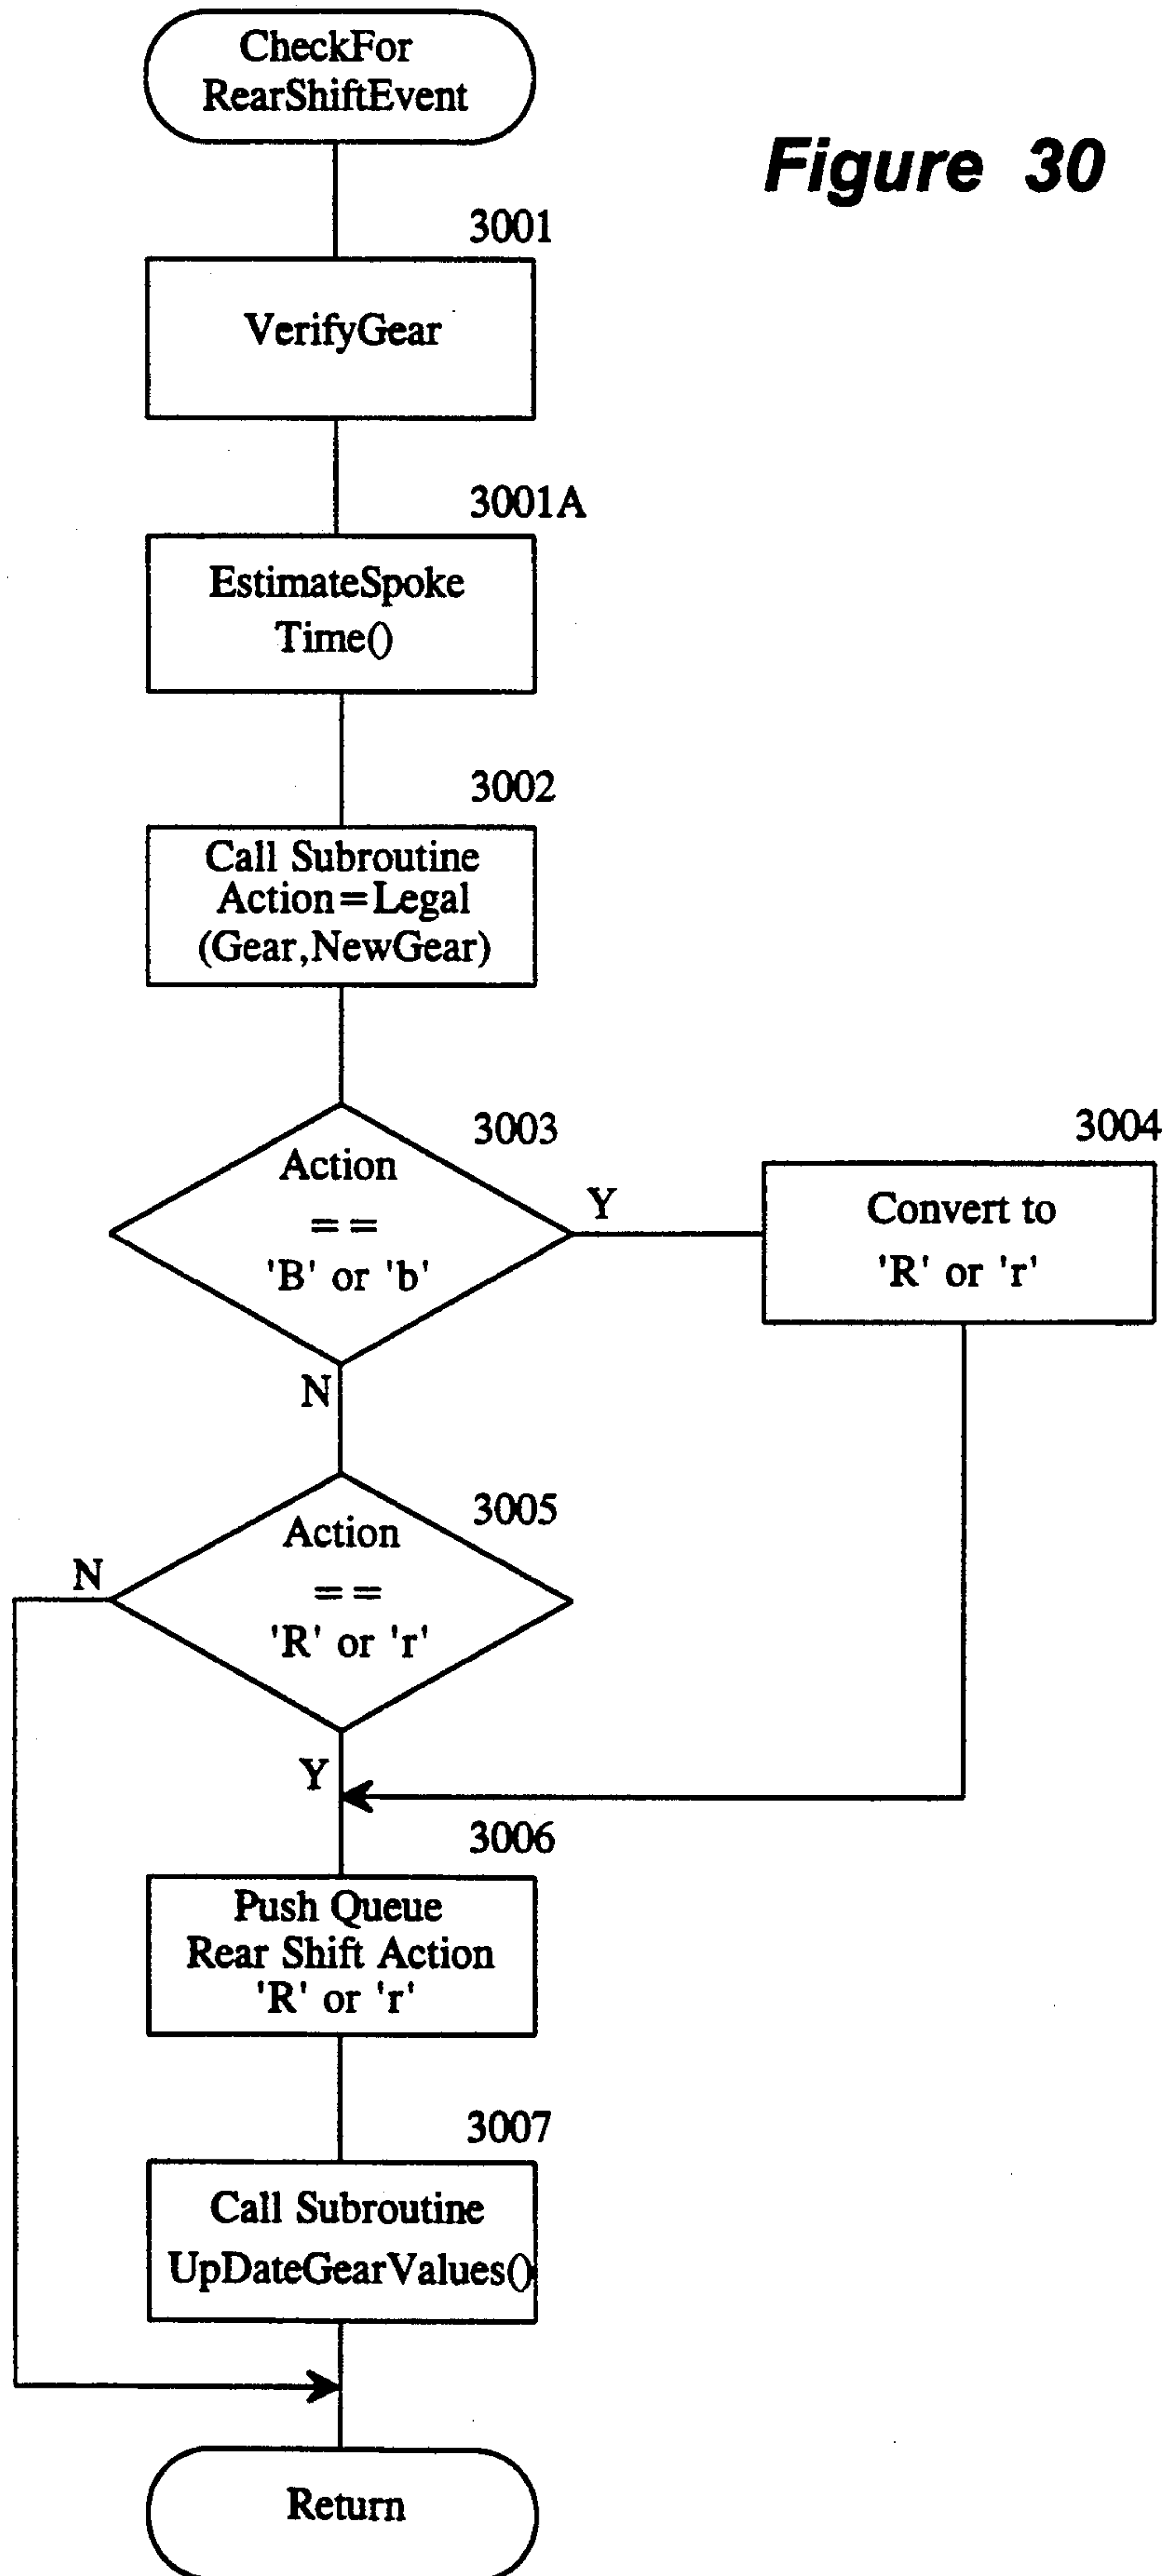 CheckFor
RearShiftEvent
Figure 30
3001
VerifyGear
3001A
EstimateSpoke
Time()
3002
Call Subroutine
Action=Legal
(Gear,NewGear)
3003
Action
==
'B' or 'b'
Y
3004
Convert to
'R' or 'r'
N
3005
Action
==
'R' or 'r'
N
Y
3006
Push Queue
Rear Shift Action
'R' or 'r'
3007
Call Subroutine
UpDateGearValues()
Return